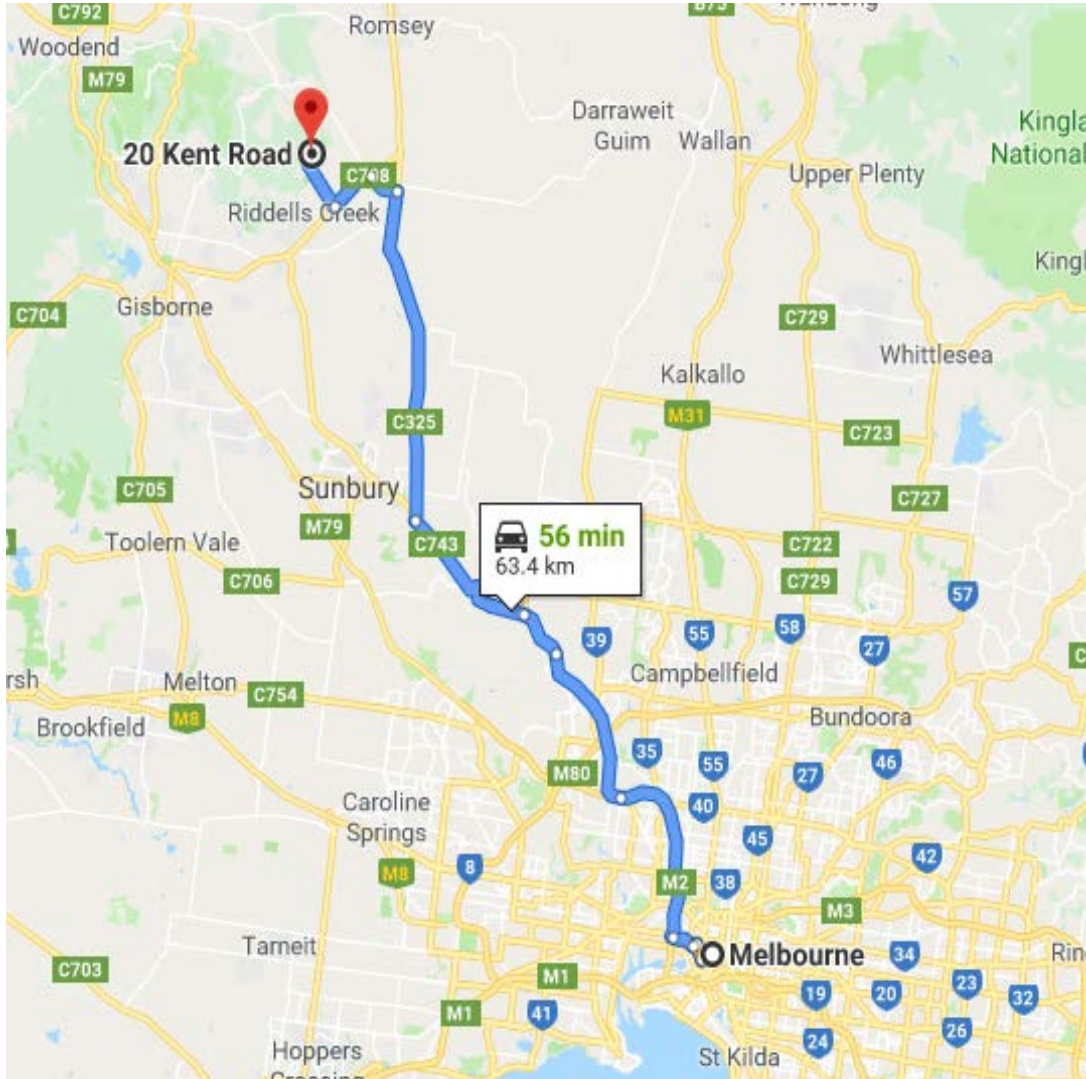 C792
Romsey
B75
Woodend
M79
Darraweit
Guim
Wallan
Kingla
National
20 Kent Road
C708
Upper Plenty
Riddells Creek
Kingl
Gisborne
C704
C729
Whittlesea
Kalkallo
M31
C325
C723
Sunbury
C705
C727
M79
56 min
63.4 km
Toolern Vale
C743
C722
C706
C729
57
39
55
58
27
C
rsh
Melton
C754
Campbellfield
Brookfield
M8
Bundoora
35
55
27
46
M80
40
Caroline
Springs
45
42
M8
8
M2
38
M3
Tarneit
Melbourne
34
Rin
C703
M1
19
20
23
32
M1
41
24
26
Hoppers
Crossing
St Kilda